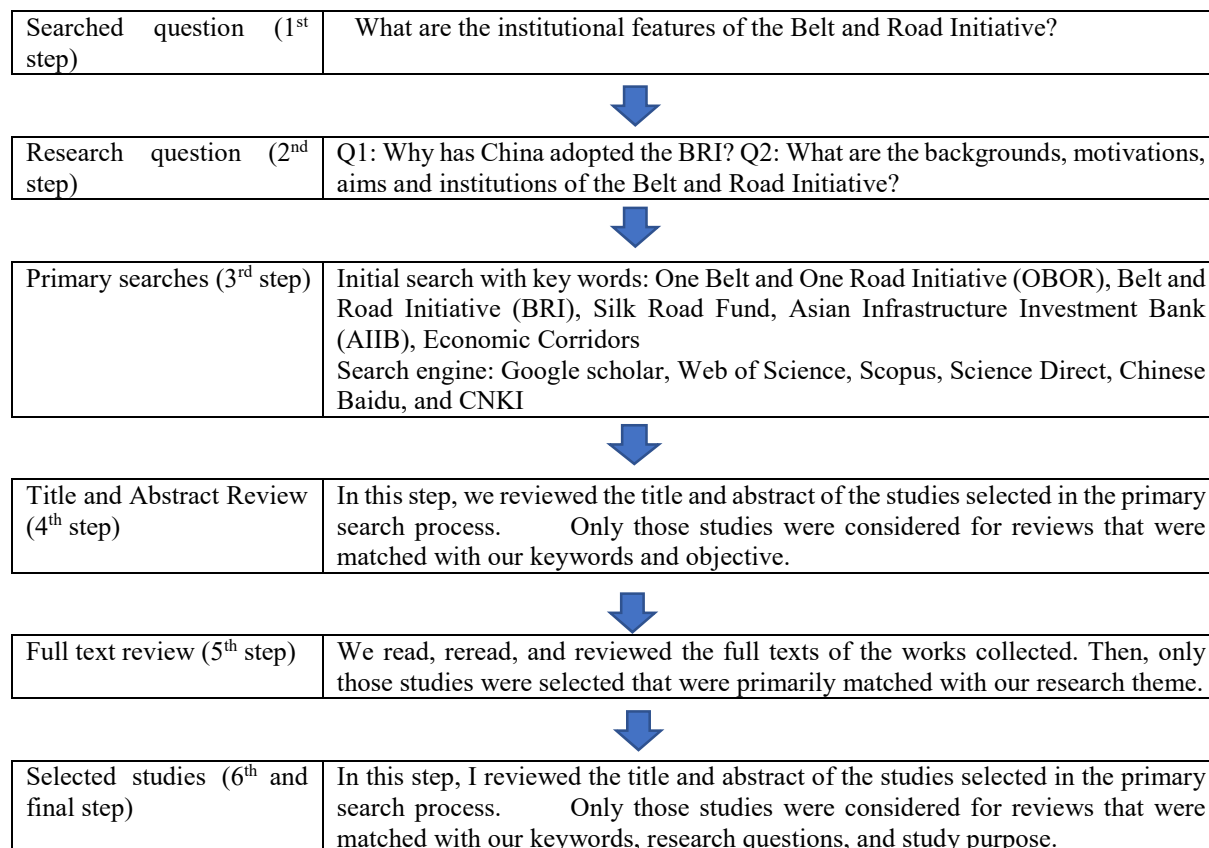 Searched question (1st step)
What are the institutional features of the Belt and Road Initiative?
Research question (2nd step)
Q1: Why has China adopted the BRI? Q2: What are the backgrounds, motivations,
aims and institutions of the Belt and Road Initiative?
Primary searches (3rd step)
Initial search with key words: One Belt and One Road Initiative (OBOR), Belt and
Road Initiative (BRI), Silk Road Fund, Asian Infrastructure Investment Bank
(AIIB), Economic Corridors
Search engine: Google scholar, Web of Science, Scopus, Science Direct, Chinese
Baidu, and CNKI
Title and Abstract Review
(4th step)
In this step, we reviewed the title and abstract of the studies selected in the primary
search process. Only those studies were considered for reviews that were
matched with our keywords and objective.
Full text review (5th step)
We read, reread, and reviewed the full texts of the works collected. Then, only
those studies were selected that were primarily matched with our research theme.
Selected studies (6th and
final step)
In this step, I reviewed the title and abstract of the studies selected in the primary
search process. Only those studies were considered for reviews that were
matched with our keywords, research questions, and study purpose.